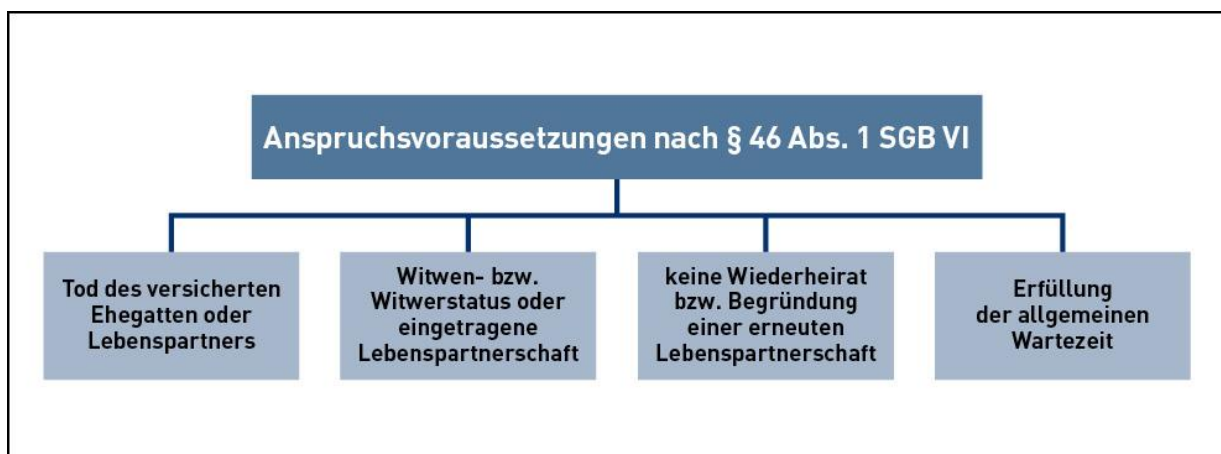 Anspruchsvoraussetzungen nach § 46 Abs. 1 SGB VI
Tod des versicherten
Ehegatten oder
Lebenspartners
Witwen- bzw.
Witwerstatus oder
eingetragene
Lebenspartnerschaft
keine Wiederheirat
bzw. Begründung
einer erneuten
Lebenspartnerschaft
Erfüllung
der allgemeinen
Wartezeit